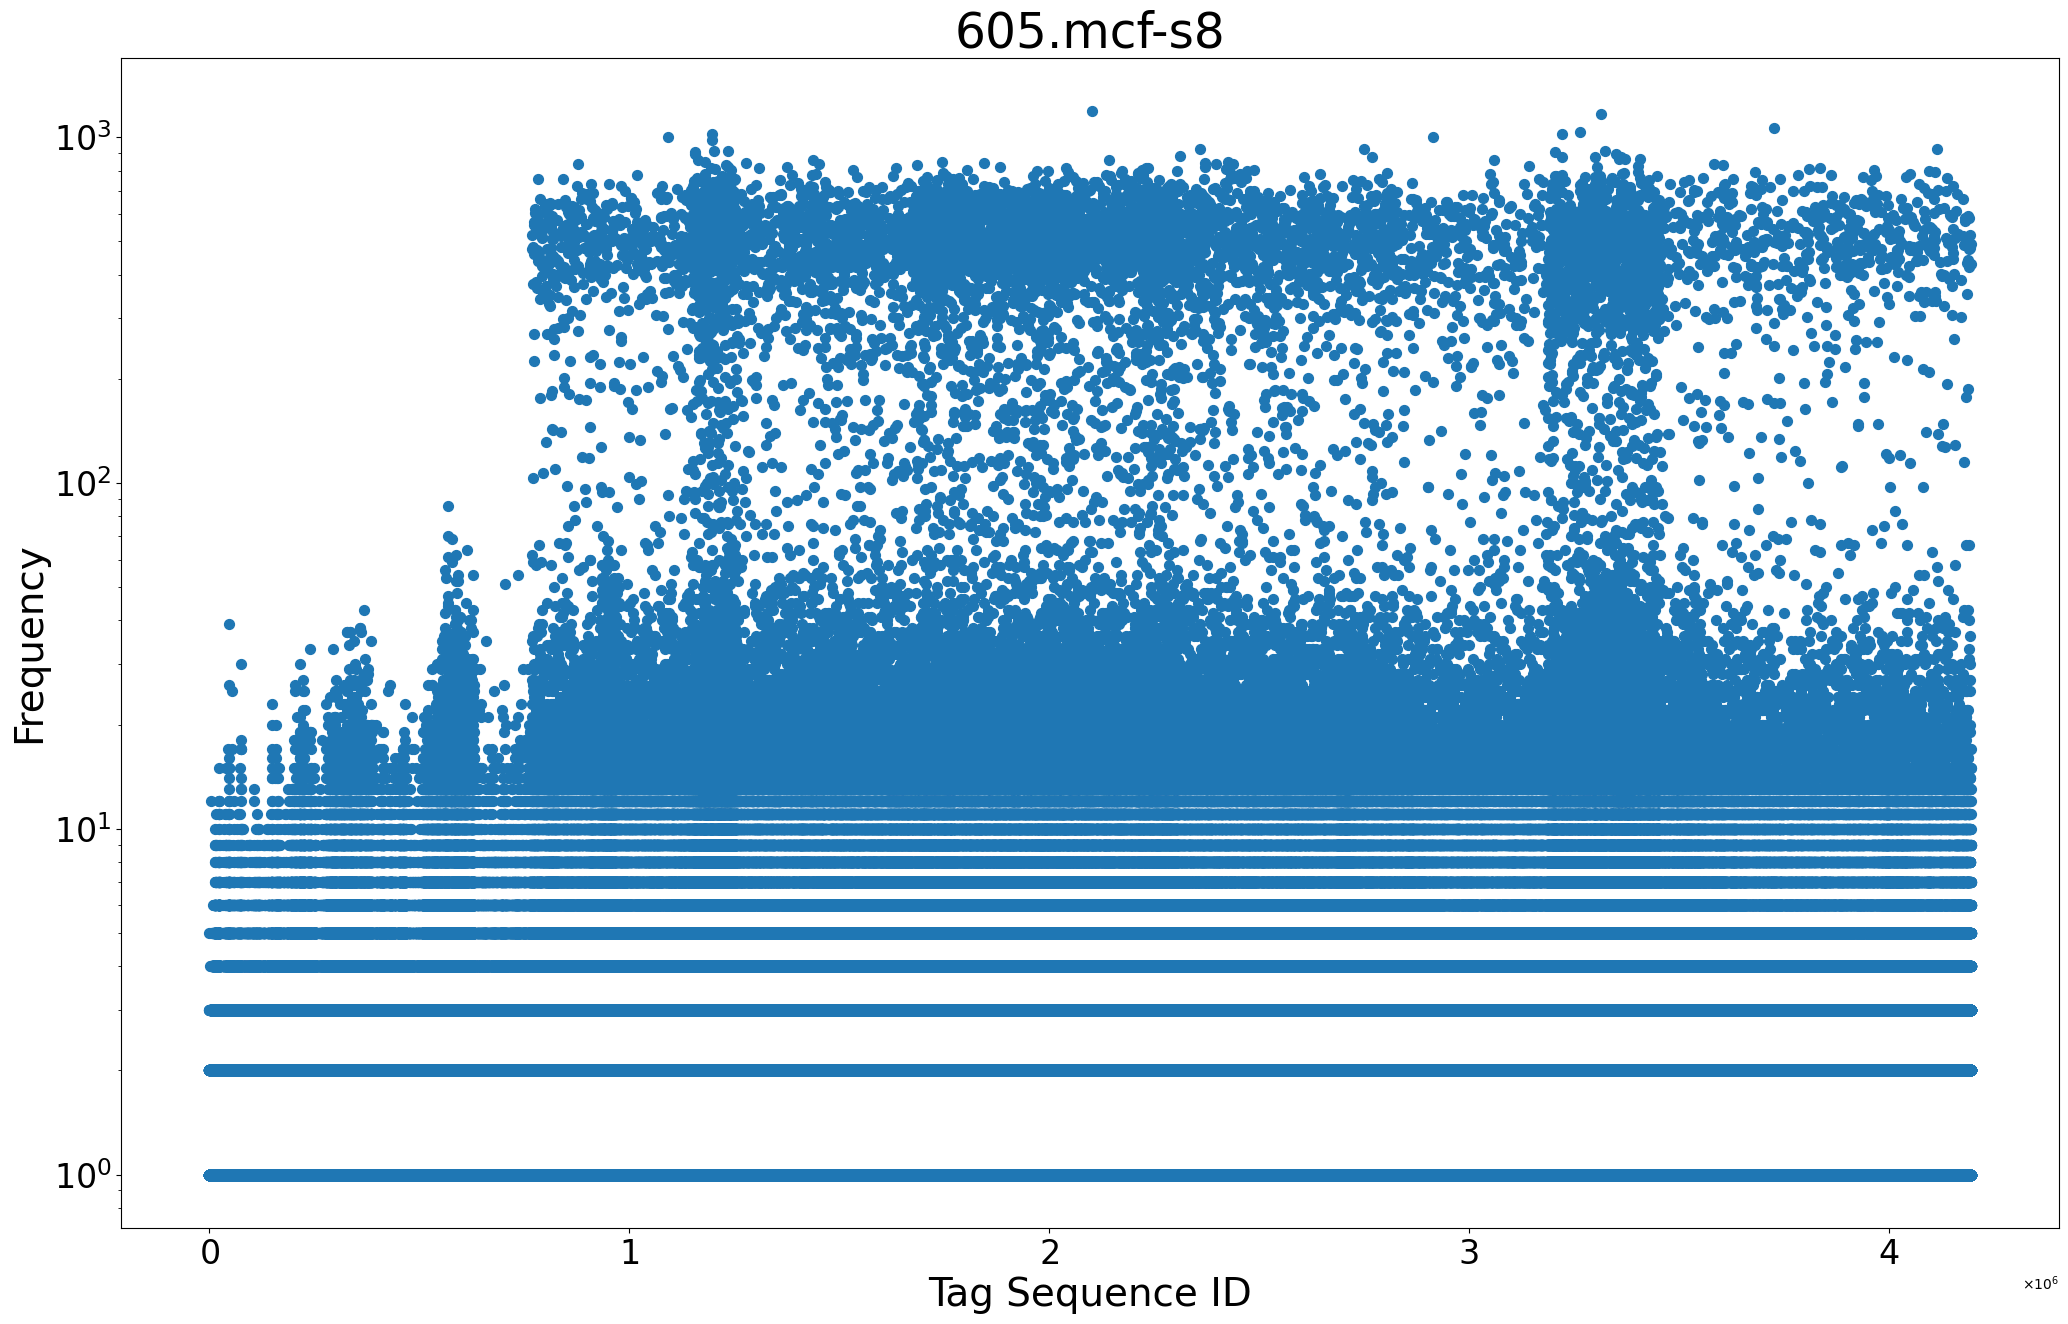 605.mcf-s8
10³
10²
10¹
10⁰
Frequency
0 1 2 3 4
Tag Sequence ID
×10⁶